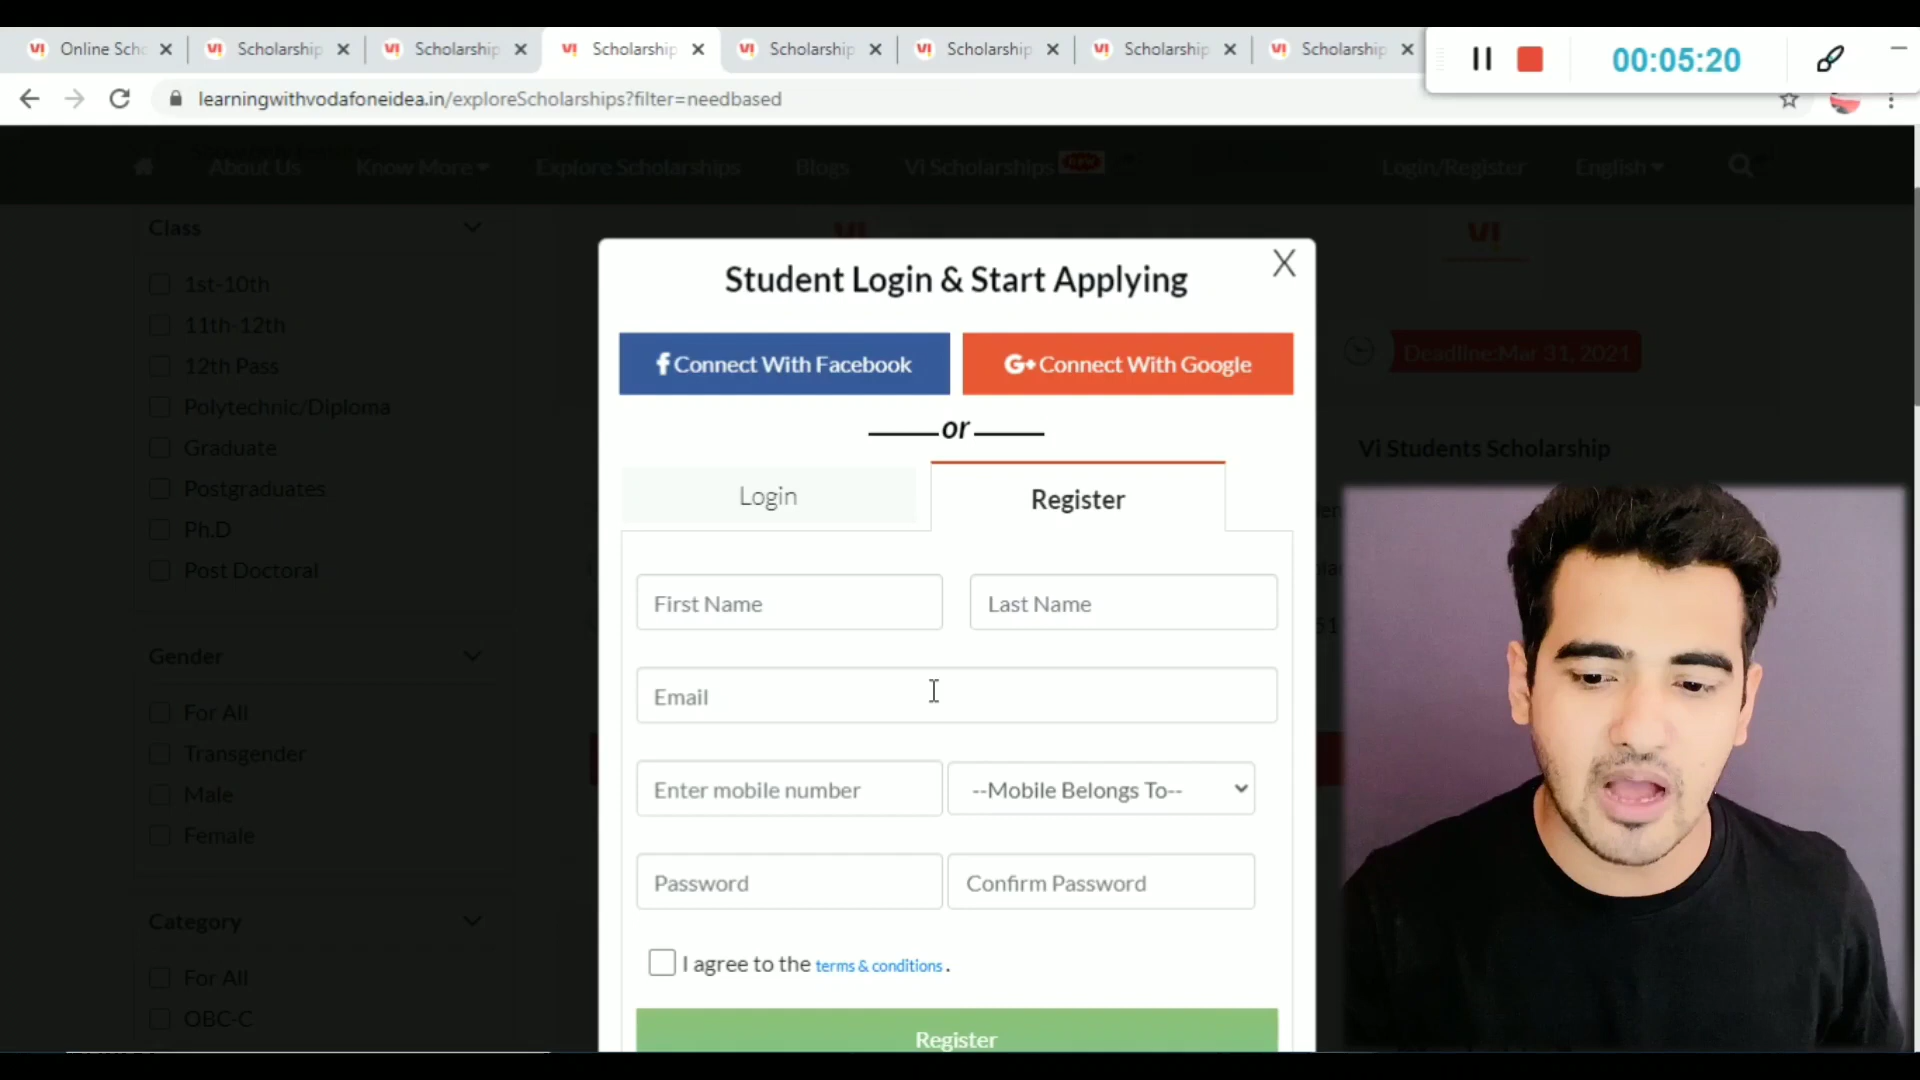 Online Sch
Scholarship
Scholarship
Scholarship
Scholarship
Scholarship
Scholarship
Scholarship
00:05:20
learningwithvodafoneidea.in/exploreScholarships?filter=needbased
About Us
Know More
Explore Scholarships
Blogs
Vi Scholarships
Login/Register
English
Class
1st-10th
11th-12th
12th Pass
Polytechnic/Diploma
Graduate
Postgraduates
Ph.D
Post Doctoral
Gender
For All
Transgender
Male
Female
Category
For All
OBC-C
Student Login & Start Applying
X
Connect With Facebook
G+ Connect With Google
or
Login
Register
First Name
Last Name
Email
Enter mobile number
--Mobile Belongs To--
Password
Confirm Password
I agree to the terms & conditions .
Register
VI
Deadline:Mar 31, 2021
Vi Students Scholarship